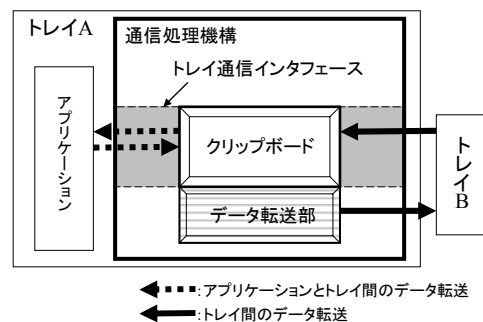 トレイA
通信処理機構
トレイ通信インタフェース
アプリケーション
クリップボード
データ転送部
トレイB
:アプリケーションとトレイ間のデータ転送
:トレイ間のデータ転送